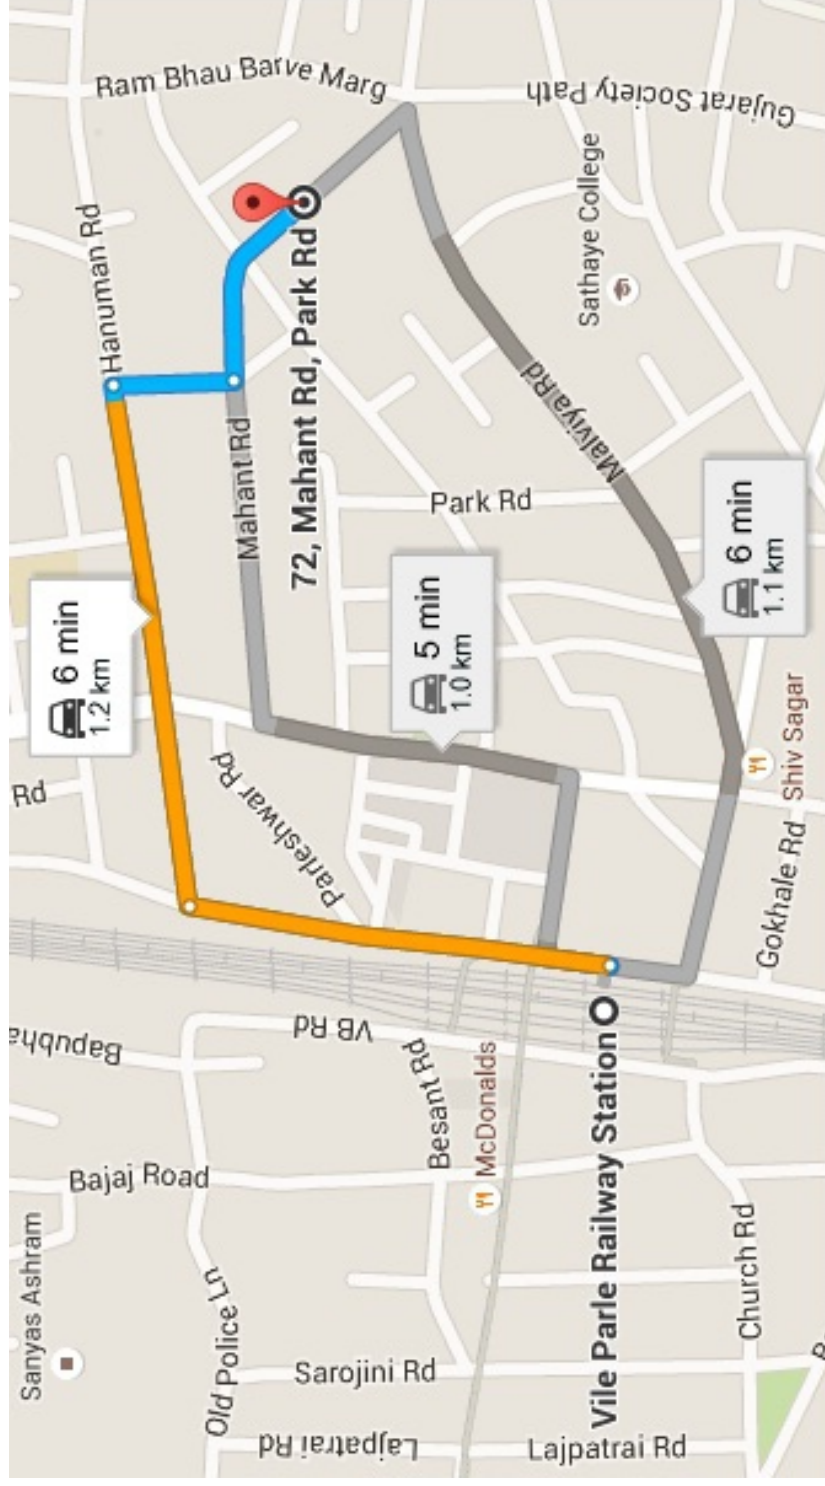 Sanyas Ashram
Bapubha
Rd
6 min
1.2 km
Bajaj Road
Hanuman Rd
Ram Bhau Barve Marg
Old Police Ln
Parleshwar Rd
Mahant Rd
Lajpatrai Rd
Sarojini Rd
VB Rd
72, Mahant Rd, Park Rd
Besant Rd
5 min
1.0 km
Park Rd
McDonalds
Malviya Rd
Gujarat Society Path
Sathaye College
Vile Parle Railway Station
Lajpatrai Rd
6 min
1.1 km
Church Rd
Gokhale Rd
Shiv Sagar